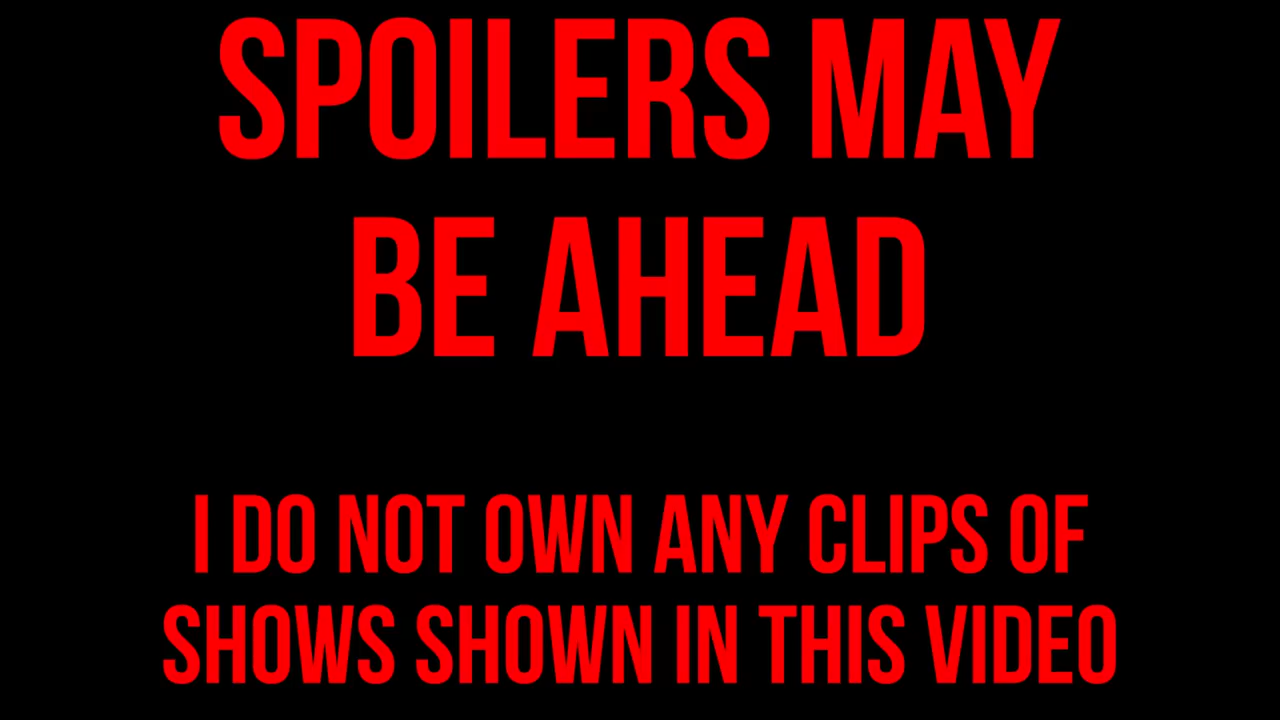 SPOILERS MAY
BE AHEAD
I DO NOT OWN ANY CLIPS OF
SHOWS SHOWN IN THIS VIDEO